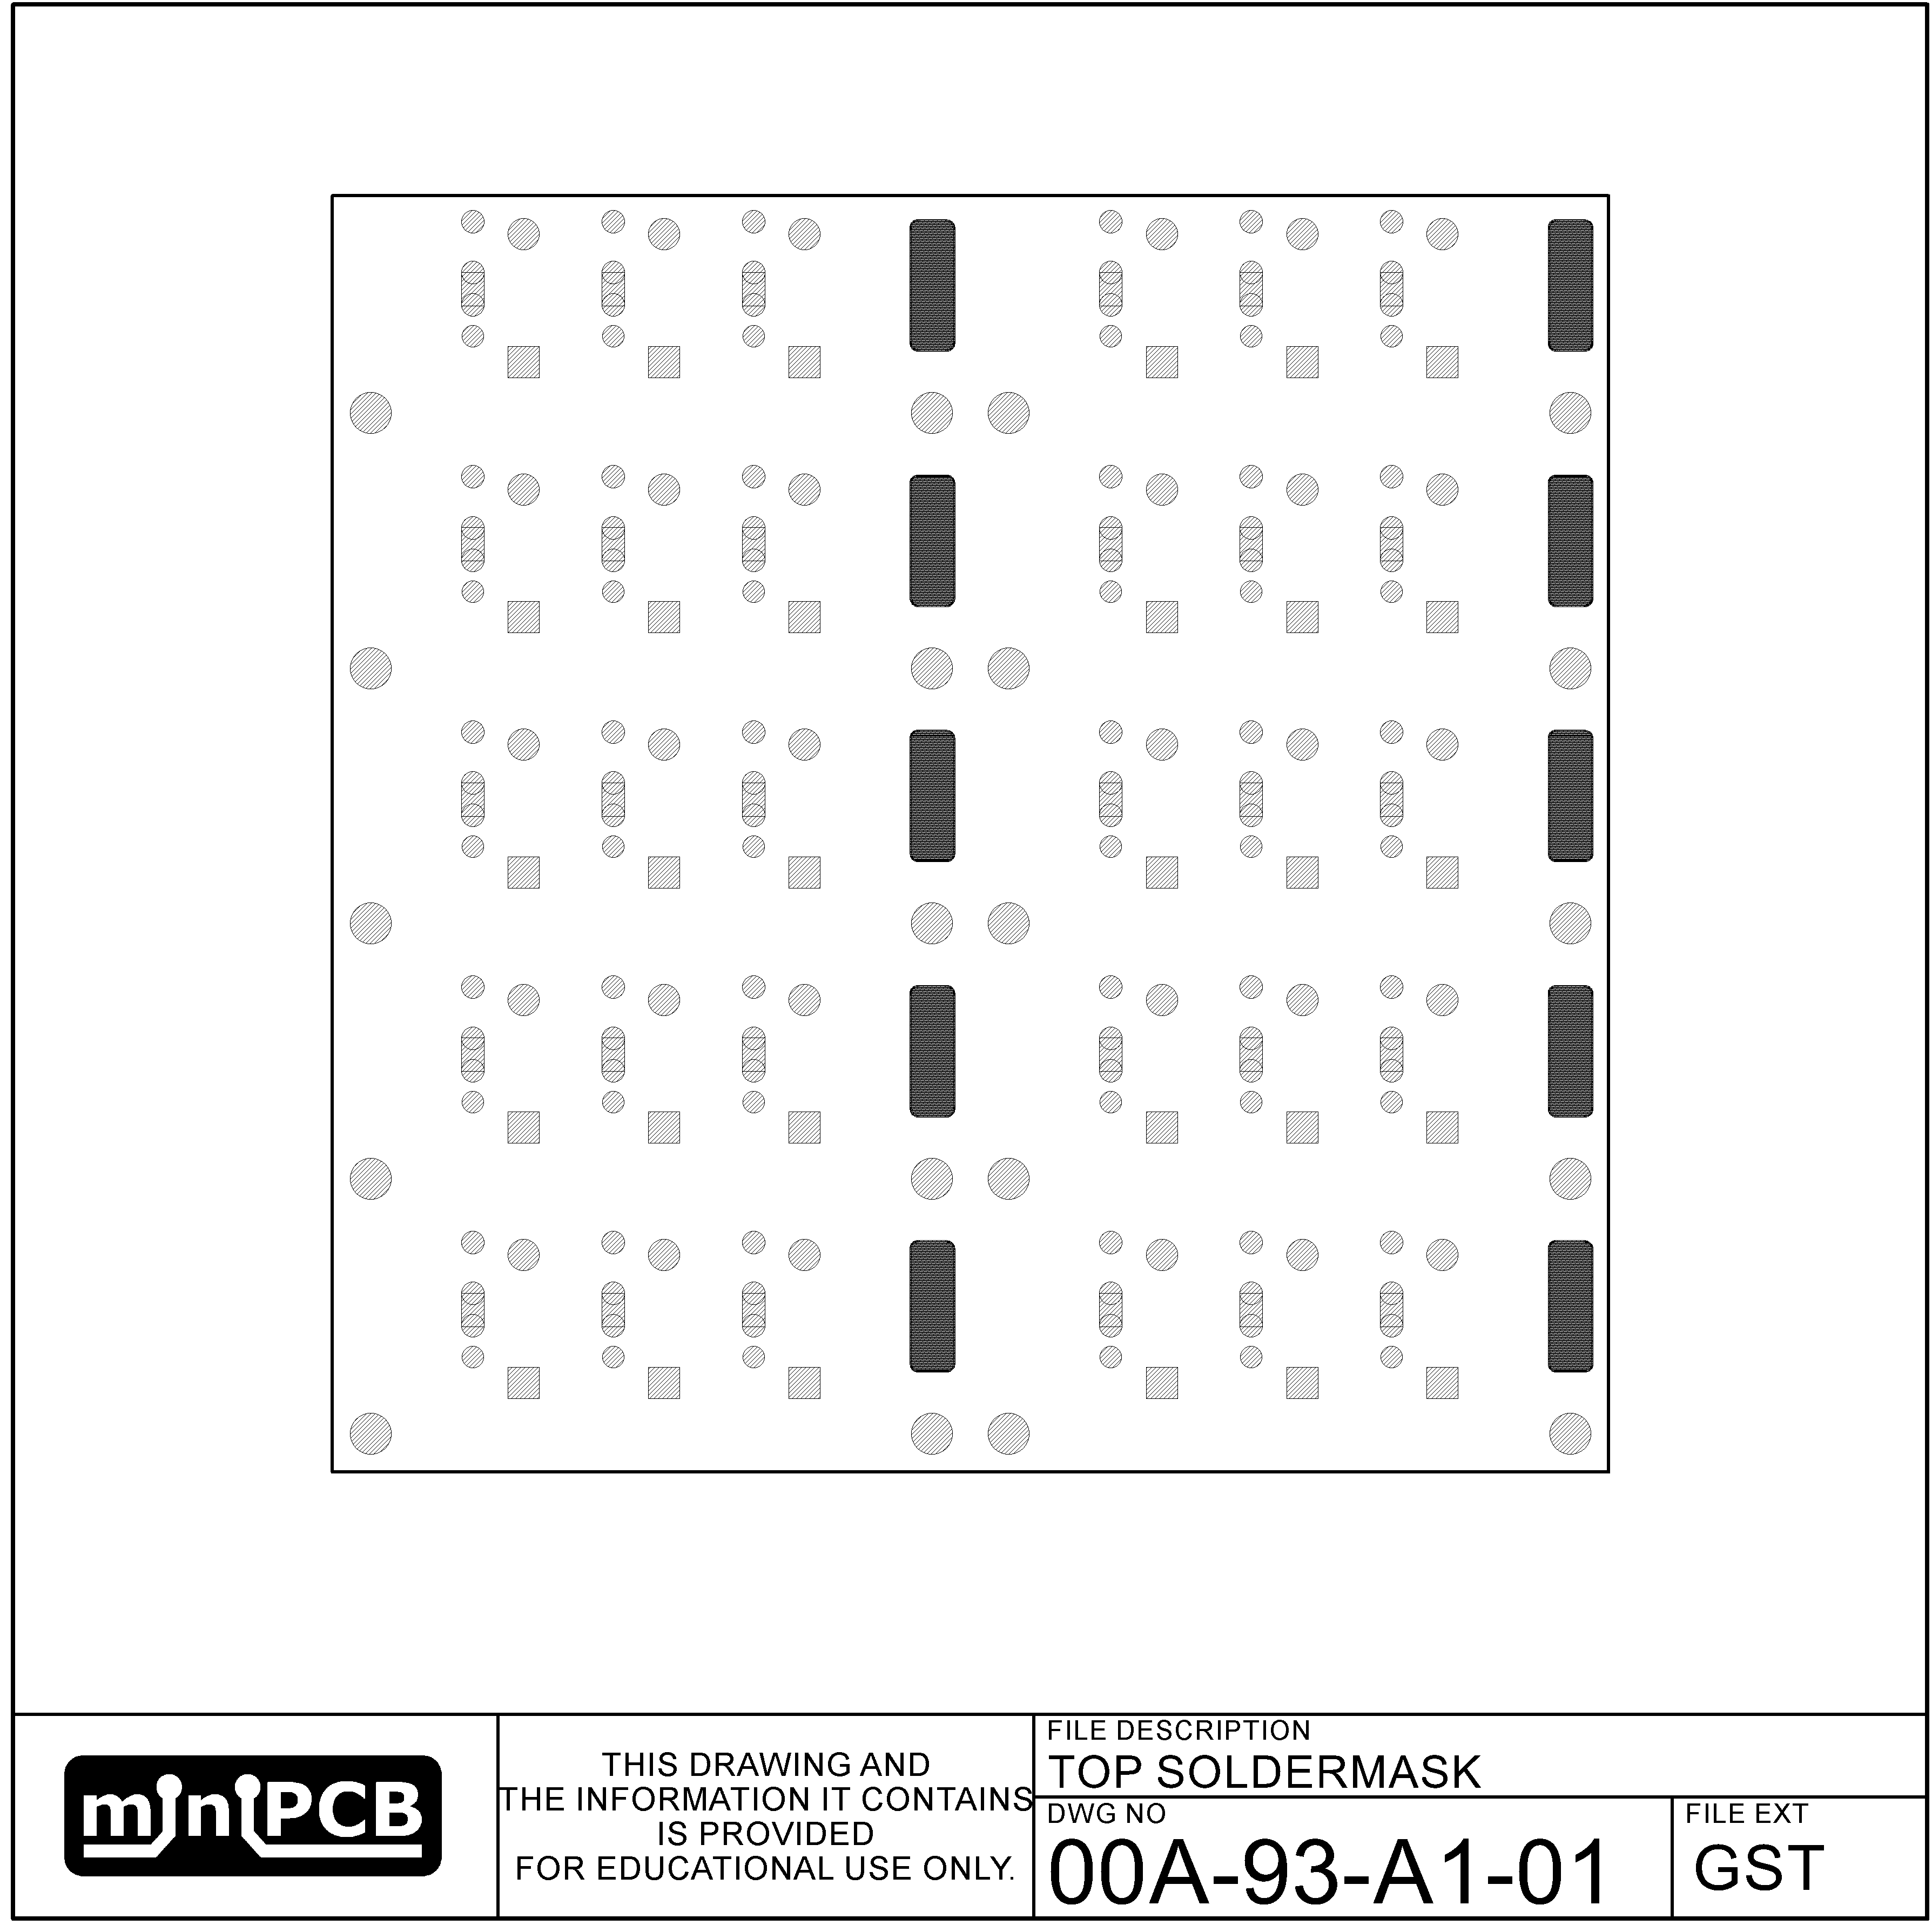 miniPCB
THIS DRAWING AND
THE INFORMATION IT CONTAINS
IS PROVIDED
FOR EDUCATIONAL USE ONLY.
FILE DESCRIPTION
TOP SOLDERMASK
DWG NO
00A-93-A1-01
FILE EXT
GST